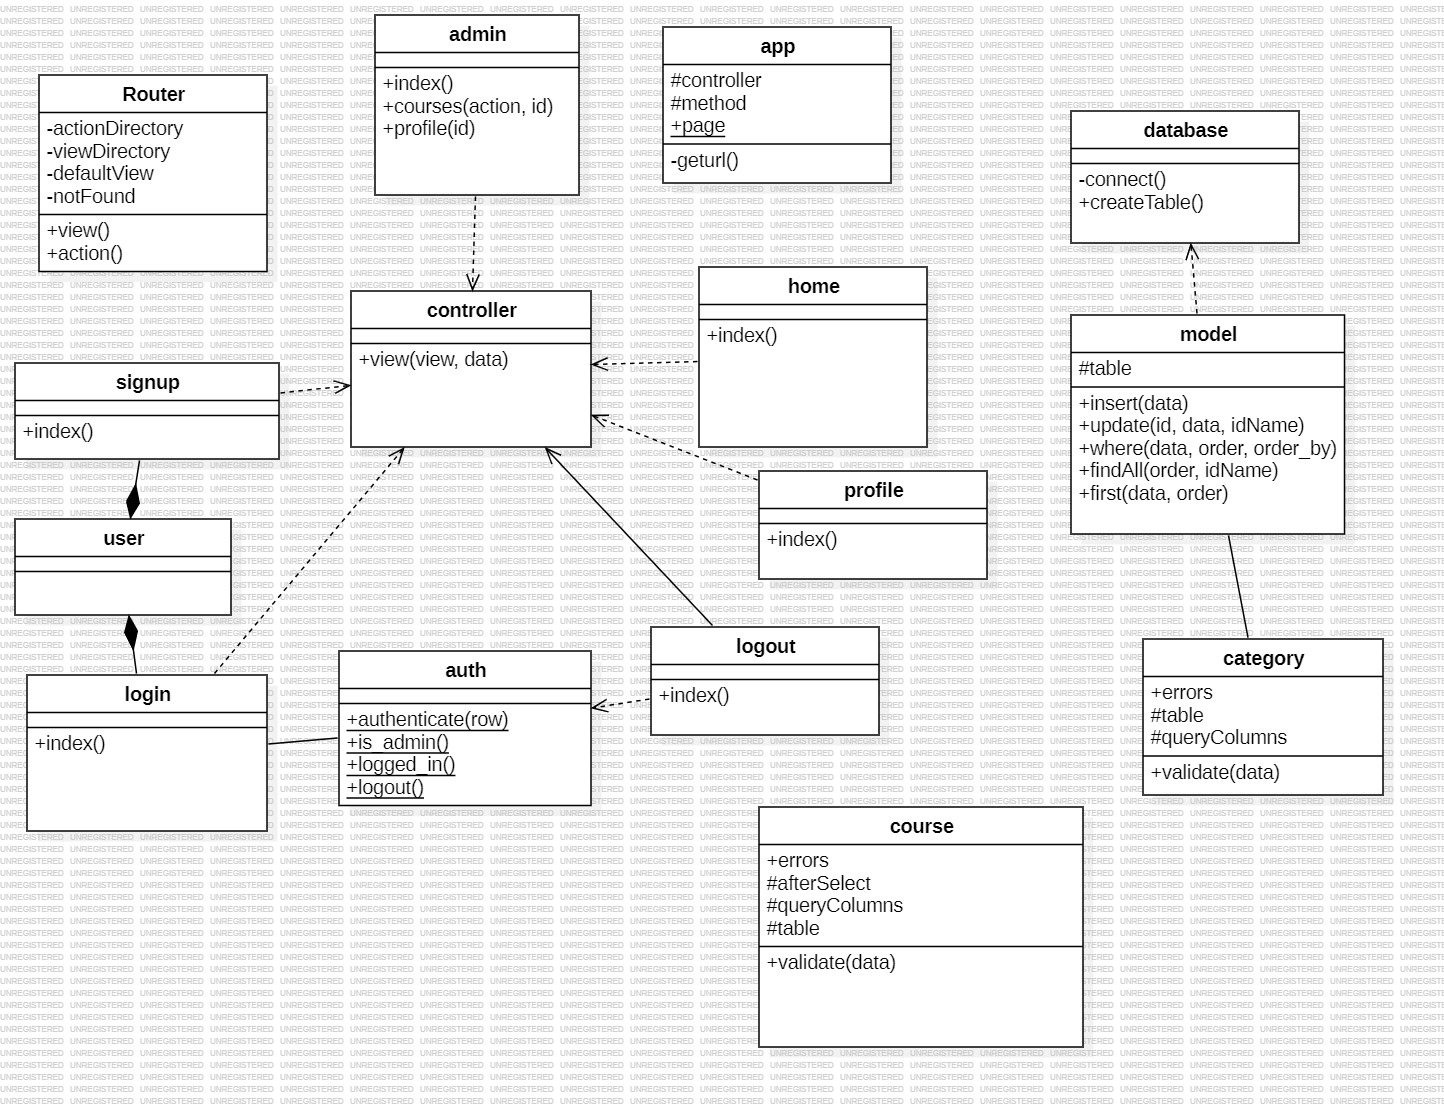 admin
+index()
+courses(action, id)
+profile(id)
app
#controller
#method
+page
-geturl()
Router
-actionDirectory
-viewDirectory
-defaultView
-notFound
+view()
+action()
database
-connect()
+createTable()
controller
+view(view, data)
home
+index()
model
#table
+insert(data)
+update(id, data, idName)
+where(data, order, order_by)
+findAll(order, idName)
+first(data, order)
signup
+index()
profile
+index()
user
logout
+index()
auth
+authenticate(row)
+is_admin()
+logged_in()
+logout()
login
+index()
category
+errors
#table
#queryColumns
+validate(data)
course
+errors
#afterSelect
#queryColumns
#table
+validate(data)
UNREGISTERED